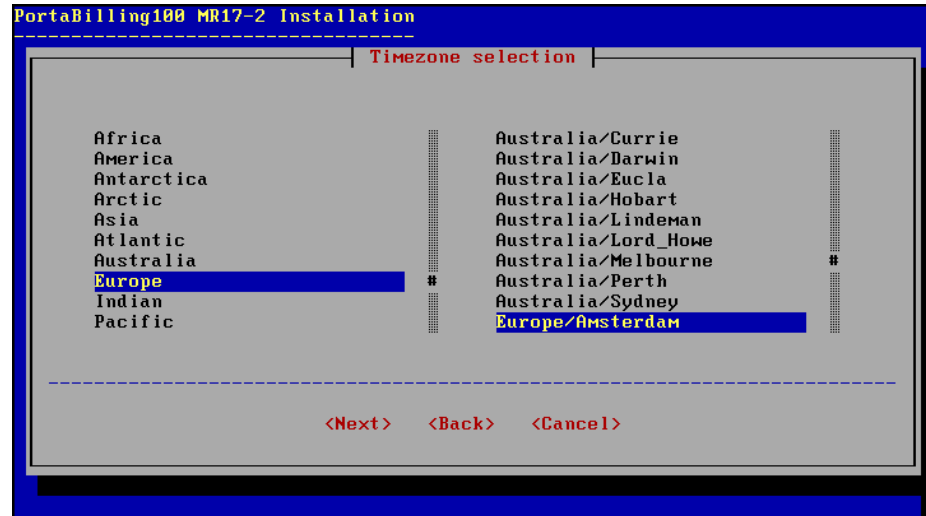 PortaBilling100 MR17-2 Installation
Timezone selection
Africa
America
Antarctica
Arctic
Asia
Atlantic
Australia
Europe
Indian
Pacific
#
Australia/Currie
Australia/Darwin
Australia/Eucla
Australia/Hobart
Australia/Lindeman
Australia/Lord_Howe
Australia/Melbourne
Australia/Perth
Australia/Sydney
Europe/Amsterdam
#
<Next> <Back> <Cancel>